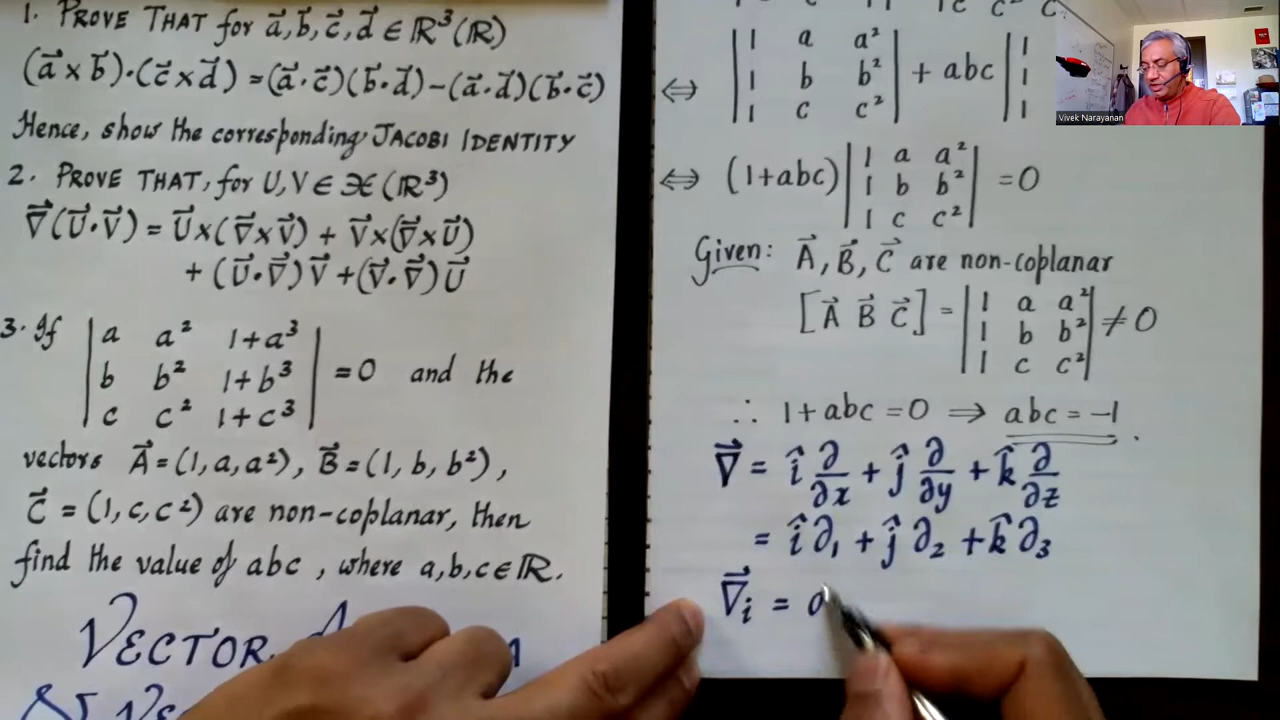 1. PROVE THAT for a⃗, b⃗, c⃗, d⃗ ∈ ℝ³(ℝ)
(a⃗ × b⃗)·(c⃗ × d⃗) = (a⃗·c⃗)(b⃗·d⃗) − (a⃗·d⃗)(b⃗·c⃗)
Hence, show the corresponding JACOBI IDENTITY
2. PROVE THAT, for U, V ∈ 𝔛(ℝ³)
∇⃗(U⃗·V⃗) = U⃗×(∇⃗×V⃗) + V⃗×(∇⃗×U⃗)
+ (U⃗·∇⃗)V⃗ + (V⃗·∇⃗)U⃗
3. If | a a² 1+a³ |
| b b² 1+b³ | = 0 and the
| c c² 1+c³ |
vectors A⃗ = (1, a, a²), B⃗ = (1, b, b²),
C⃗ = (1, c, c²) are non-coplanar, then
find the value of abc, where a, b, c ∈ ℝ.
VECTOR
c c²
| 1 a a² | | 1
⇔ | 1 b b² | + abc | 1
| 1 c c² | | 1
| 1 a a² |
⇔ (1+abc) | 1 b b² | = 0
| 1 c c² |
Given: A⃗, B⃗, C⃗ are non-coplanar
| 1 a a² |
[A⃗ B⃗ C⃗] = | 1 b b² | ≠ 0
| 1 c c² |
∴ 1 + abc = 0 ⇒ abc = −1.
∇⃗ = î ∂/∂x + ĵ ∂/∂y + k̂ ∂/∂z
= î ∂₁ + ĵ ∂₂ + k̂ ∂₃
∇⃗ᵢ =
Vivek Narayanan